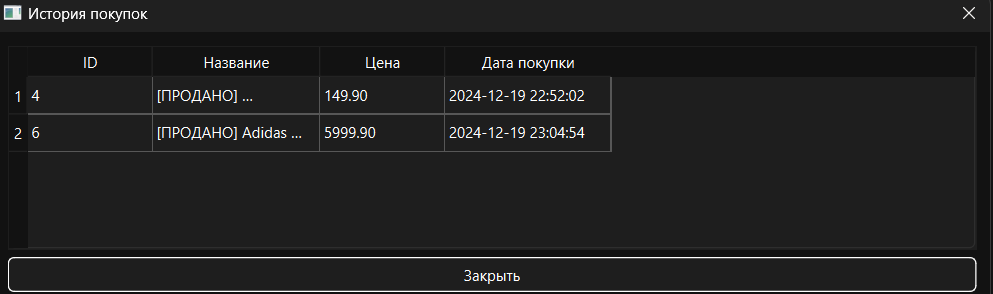 История покупок
ID Название Цена Дата покупки
1 4 [ПРОДАНО] ... 149.90 2024-12-19 22:52:02
2 6 [ПРОДАНО] Adidas ... 5999.90 2024-12-19 23:04:54
Закрыть